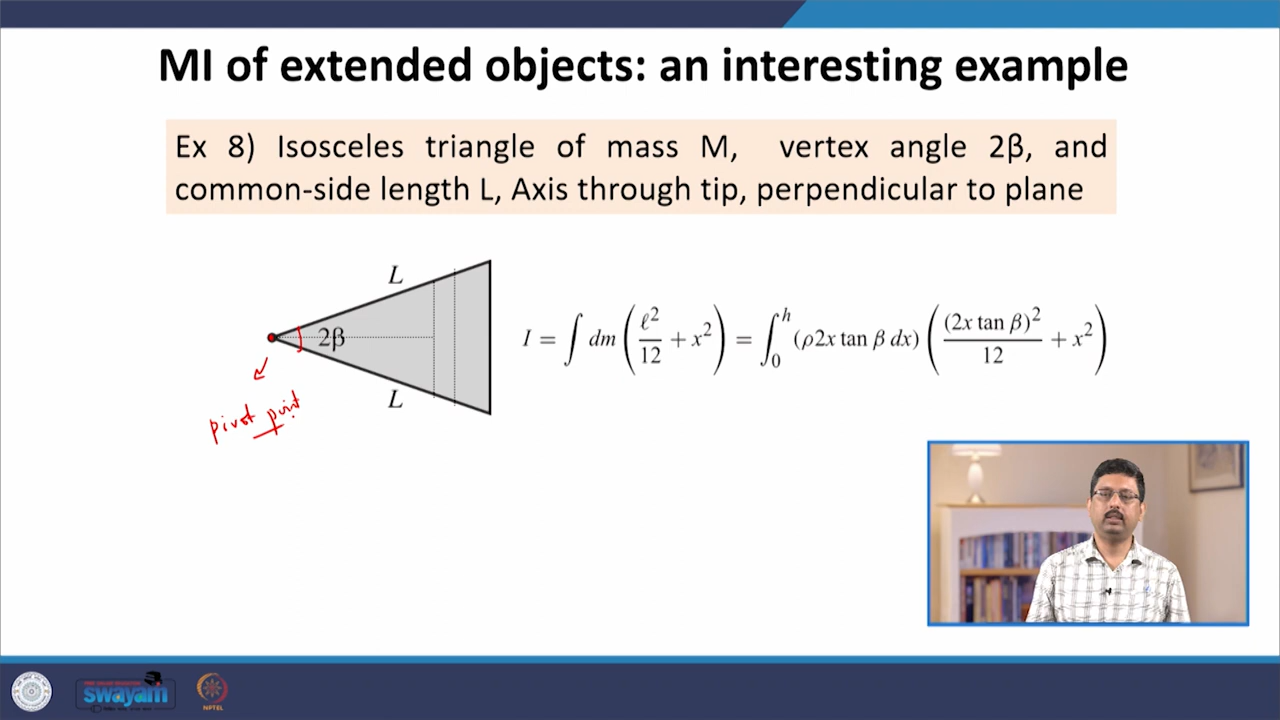 MI of extended objects: an interesting example
Ex 8) Isosceles triangle of mass M, vertex angle 2β, and
common-side length L, Axis through tip, perpendicular to plane
L
2β
L
pivot point
I = ∫ dm (ℓ²/12 + x²) = ∫₀ʰ (ρ2x tan β dx) ((2x tan β)²/12 + x²)
swayam
NPTEL